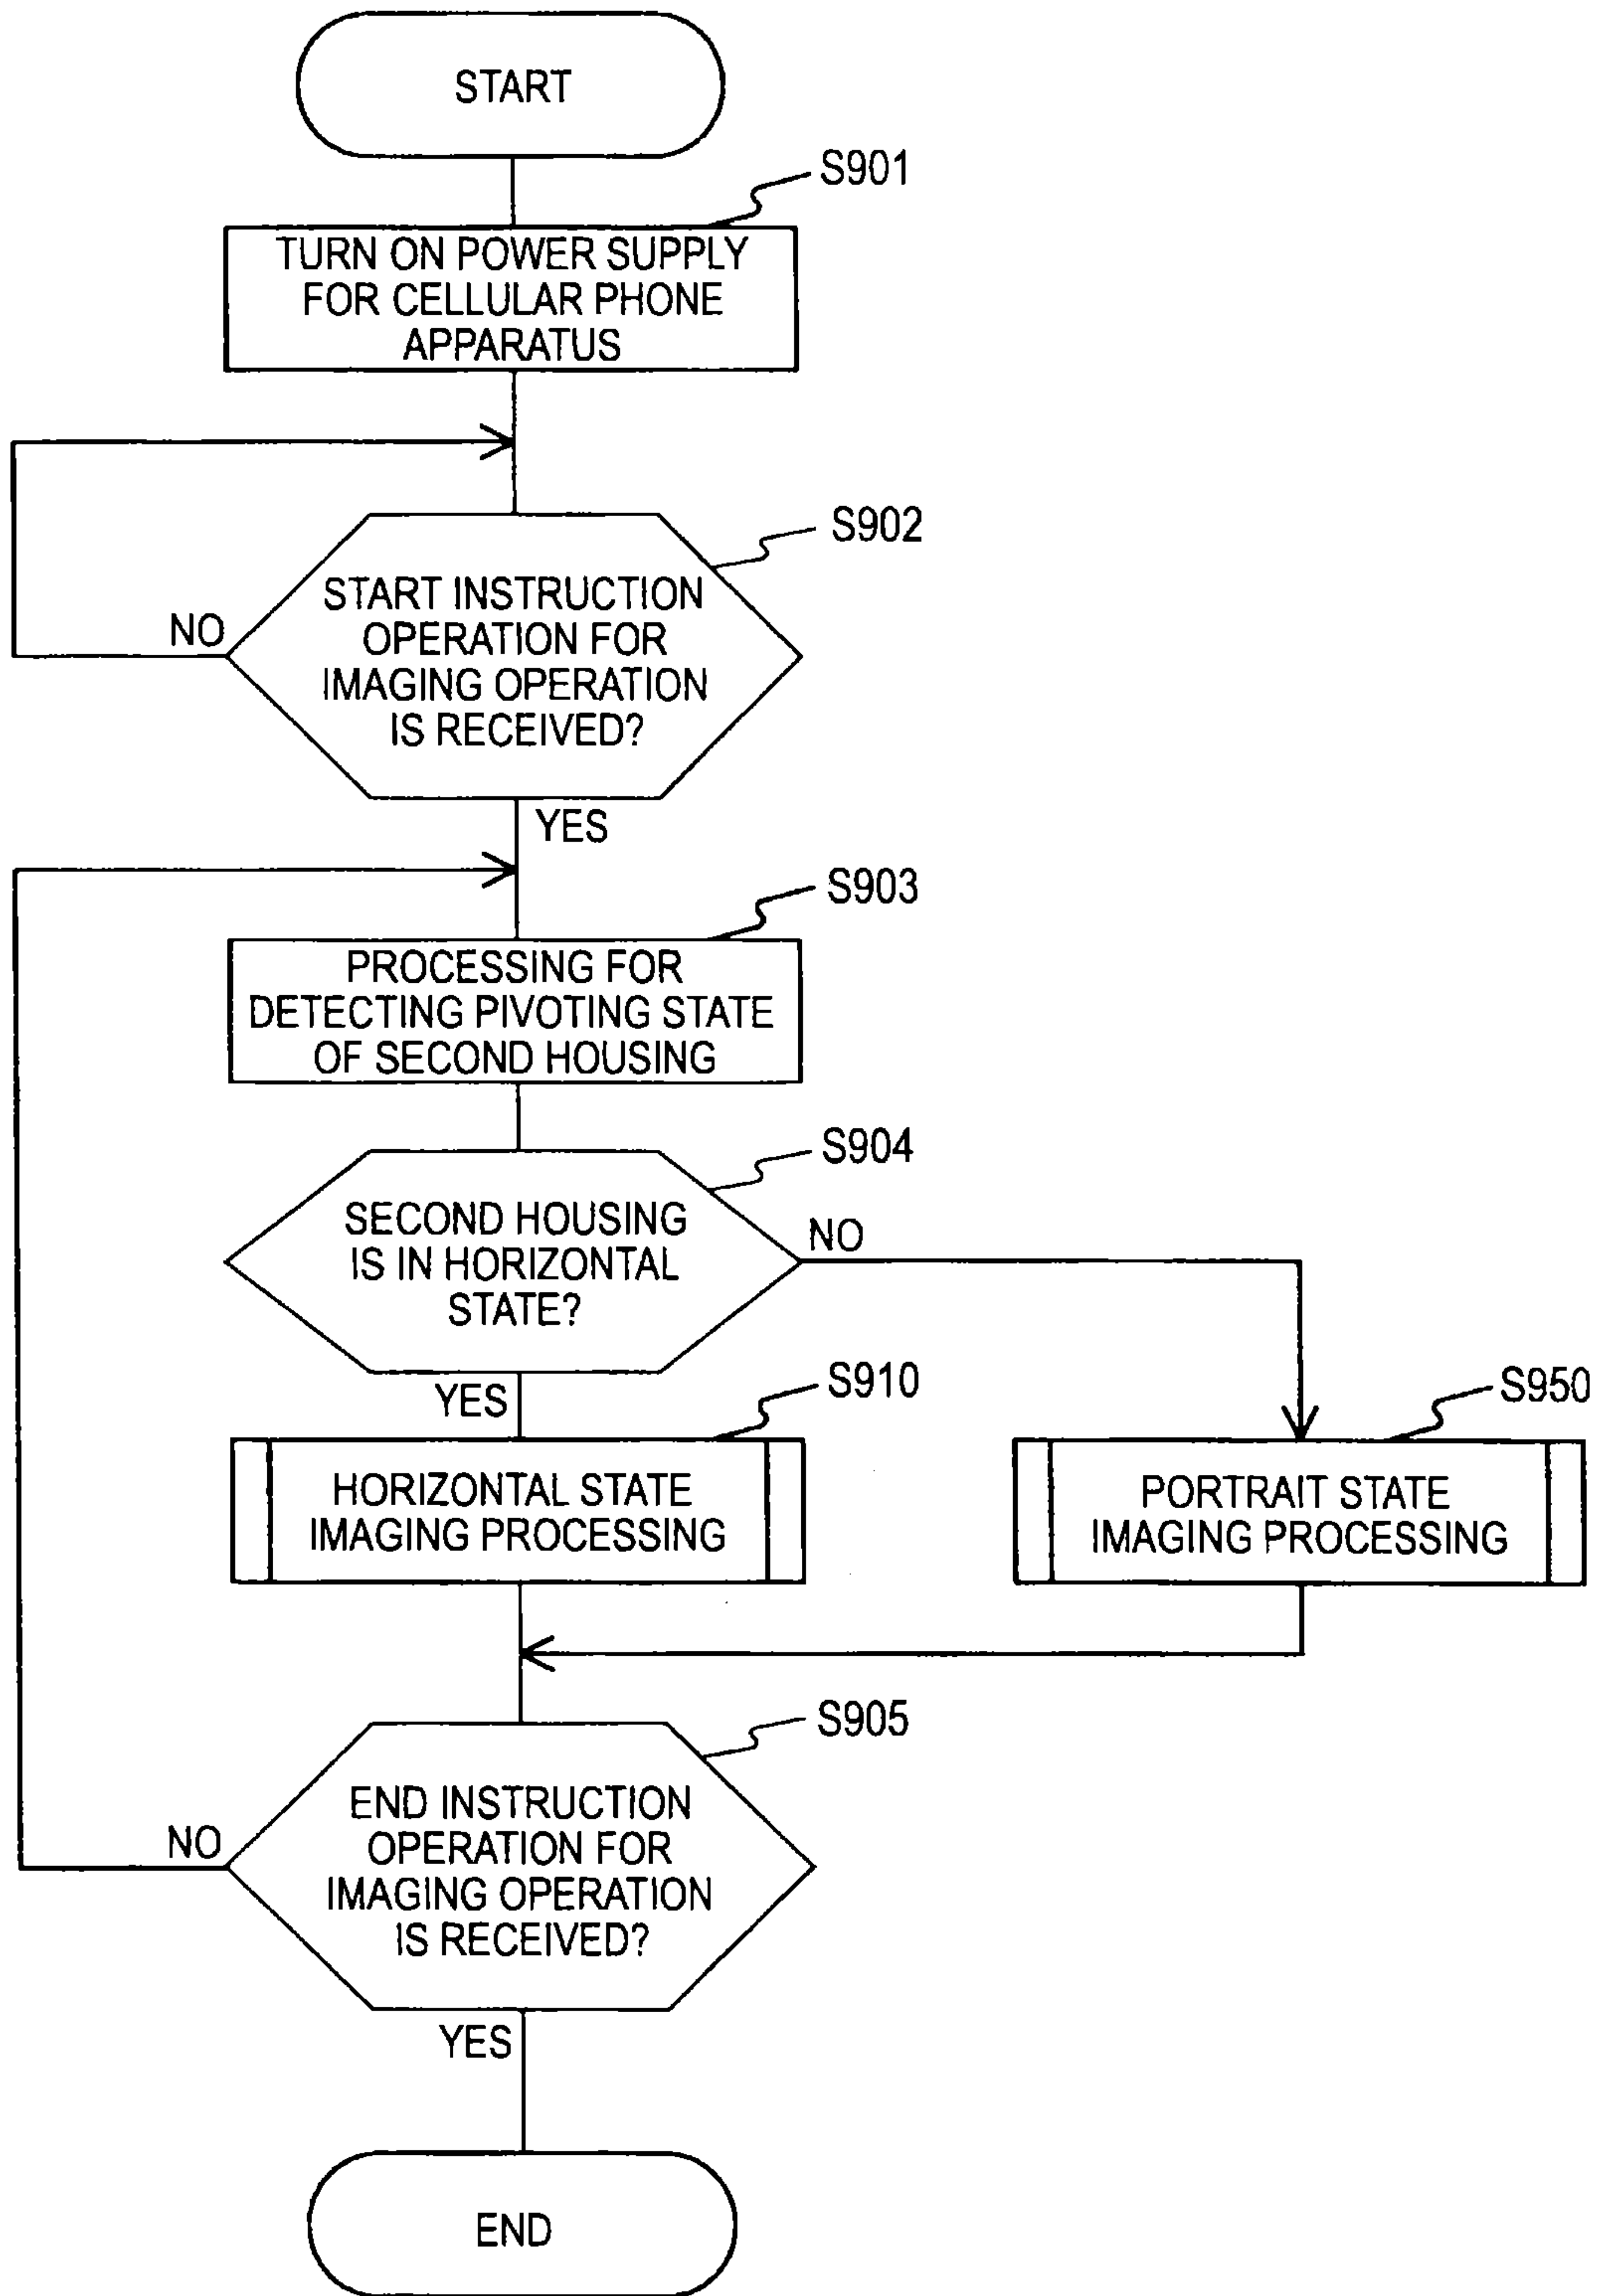 START
S901
TURN ON POWER SUPPLY
FOR CELLULAR PHONE
APPARATUS
S902
START INSTRUCTION
OPERATION FOR
IMAGING OPERATION
IS RECEIVED?
NO
YES
S903
PROCESSING FOR
DETECTING PIVOTING STATE
OF SECOND HOUSING
S904
SECOND HOUSING
IS IN HORIZONTAL
STATE?
NO
YES
S910
HORIZONTAL STATE
IMAGING PROCESSING
S950
PORTRAIT STATE
IMAGING PROCESSING
S905
END INSTRUCTION
OPERATION FOR
IMAGING OPERATION
IS RECEIVED?
NO
YES
END